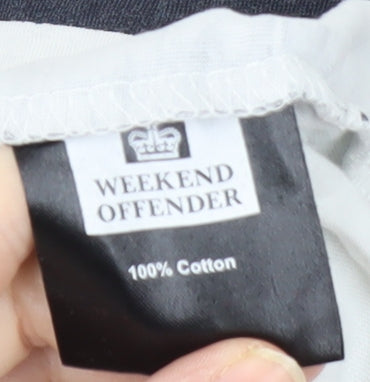 WEEKEND
OFFENDER
100% Cotton